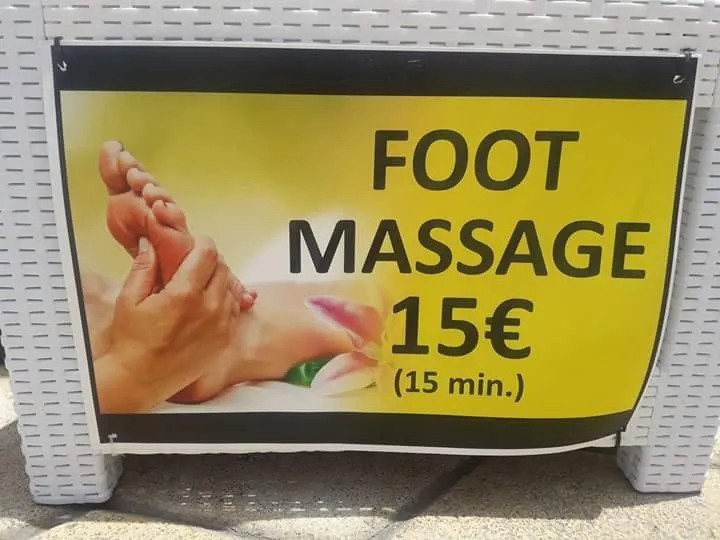 FOOT
MASSAGE
15€
(15 min.)